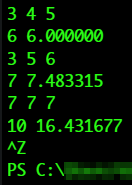 3 4 5
6 6.000000
3 5 6
7 7.483315
7 7 7
10 16.431677
^Z
PS C:\